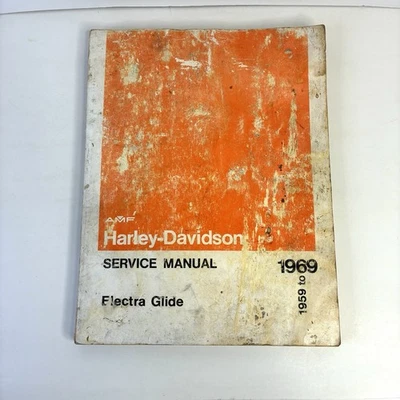 AMF
Harley-Davidson
SERVICE MANUAL
1959 to 1969
Electra Glide